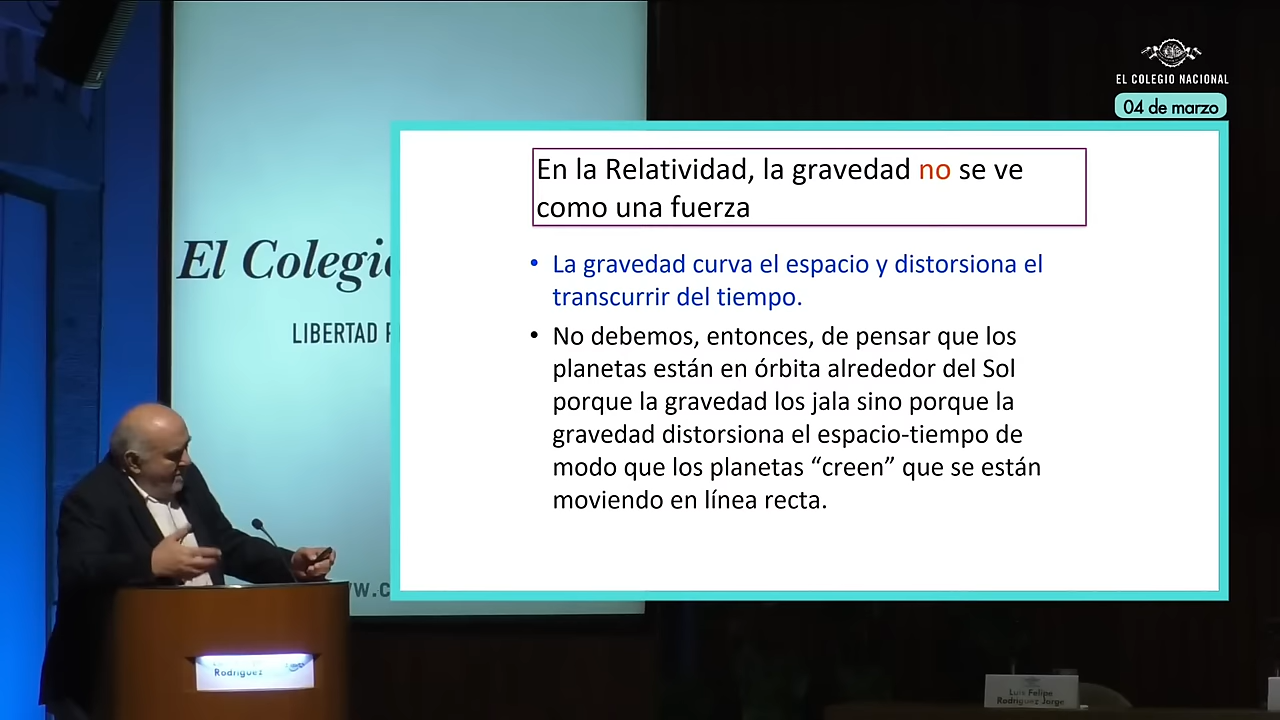 EL COLEGIO NACIONAL
04 de marzo
En la Relatividad, la gravedad no se ve
como una fuerza
• La gravedad curva el espacio y distorsiona el
transcurrir del tiempo.
• No debemos, entonces, de pensar que los
planetas están en órbita alrededor del Sol
porque la gravedad los jala sino porque la
gravedad distorsiona el espacio-tiempo de
modo que los planetas “creen” que se están
moviendo en línea recta.
El Colegio
LIBERTAD
Rodríguez
Luis Felipe
Rodríguez Jorge